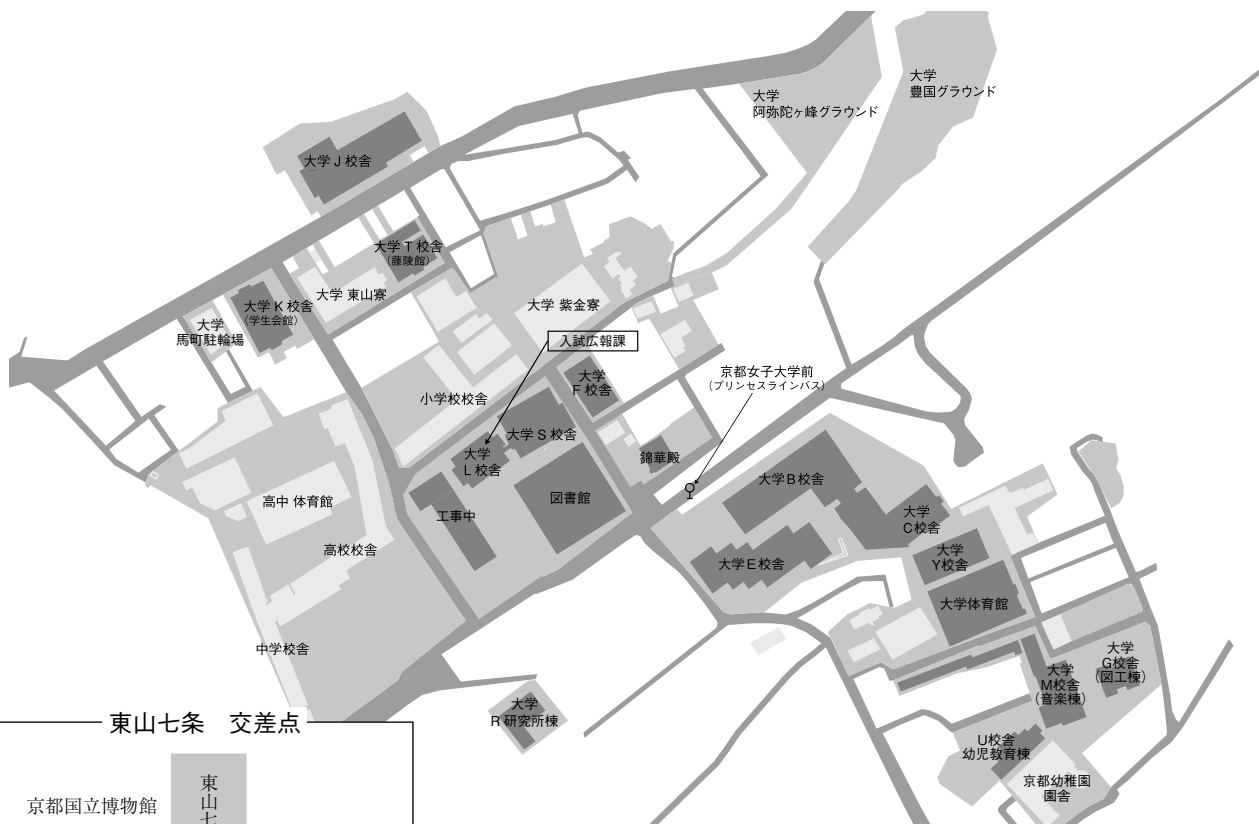 大学
豊国グラウンド
大学
阿弥陀ヶ峰グラウンド
大学J校舎
大学T校舎
(藤陵館)
大学 東山寮
大学K校舎
(学生会館)
大学
馬町駐輪場
大学 紫金寮
入試広報課
小学校校舎
大学
F校舎
京都女子大学前
(プリンセスラインバス)
大学S校舎
大学
L校舎
錦華殿
図書館
大学B校舎
大学
C校舎
高中 体育館
工事中
高校校舎
大学E校舎
大学
Y校舎
大学体育館
中学校舎
大学
G校舎
(図工棟)
大学
M校舎
(音楽棟)
大学
R研究所棟
U校舎
幼児教育棟
京都幼稚園
園舎
東山七条 交差点
京都国立博物館
東山七